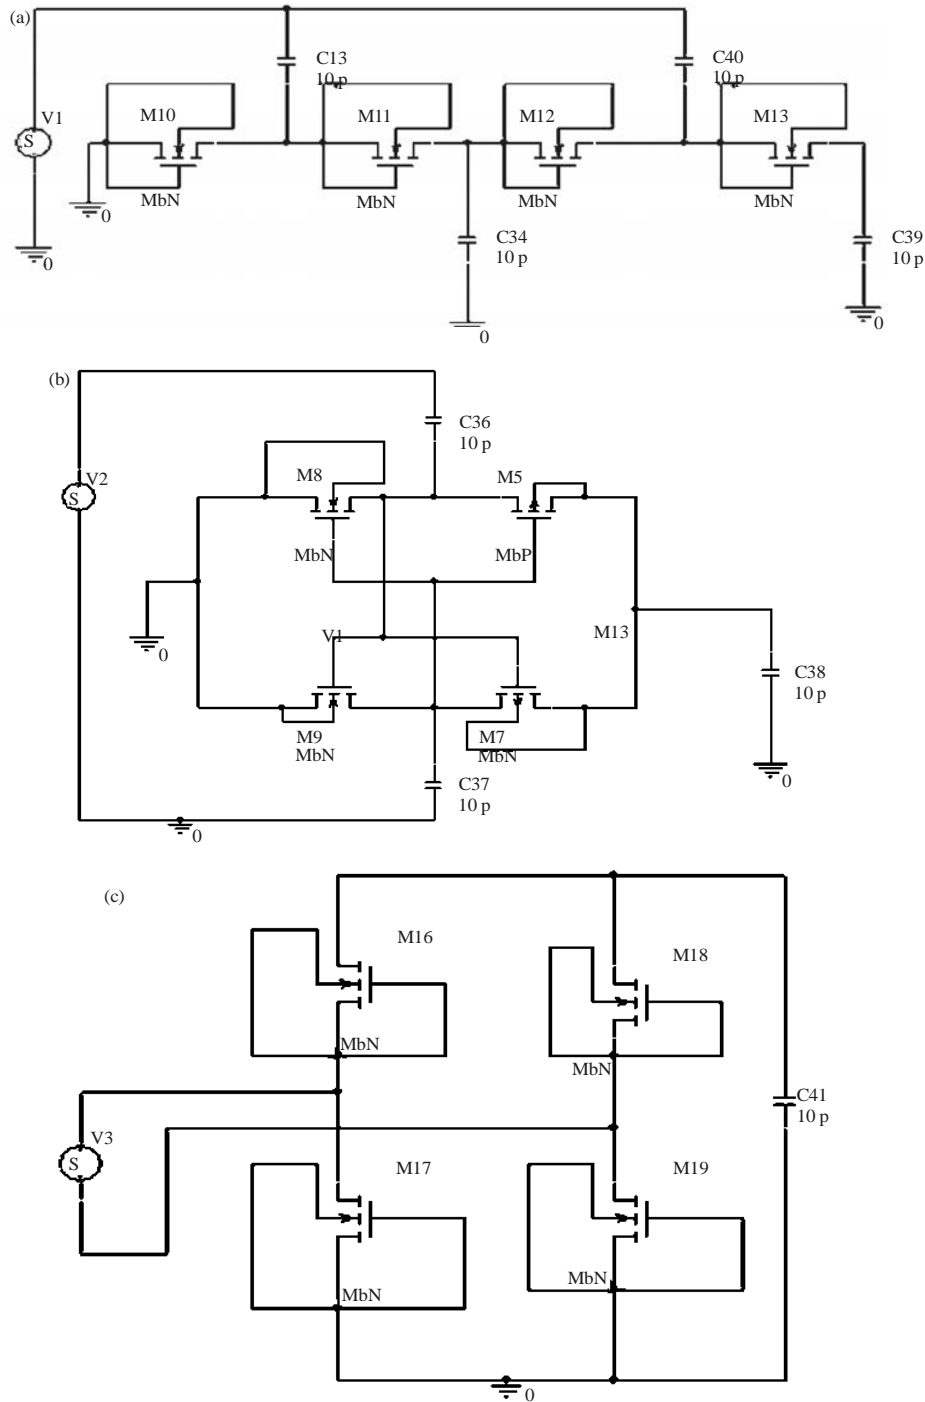 (a)
C13
10 p
C40
10 p
V1
S
M10
M11
M12
M13
MbN
MbN
MbN
MbN
0
0
C34
10 p
C39
10 p
0
0
(b)
C36
10 p
V2
S
M8
M5
MbN
MbP
0
V1
M13
C38
10 p
M9
MbN
M7
MbN
C37
10 p
0
0
(c)
M16
M18
MbN
MbN
C41
10 p
V3
S
M17
M19
MbN
MbN
0